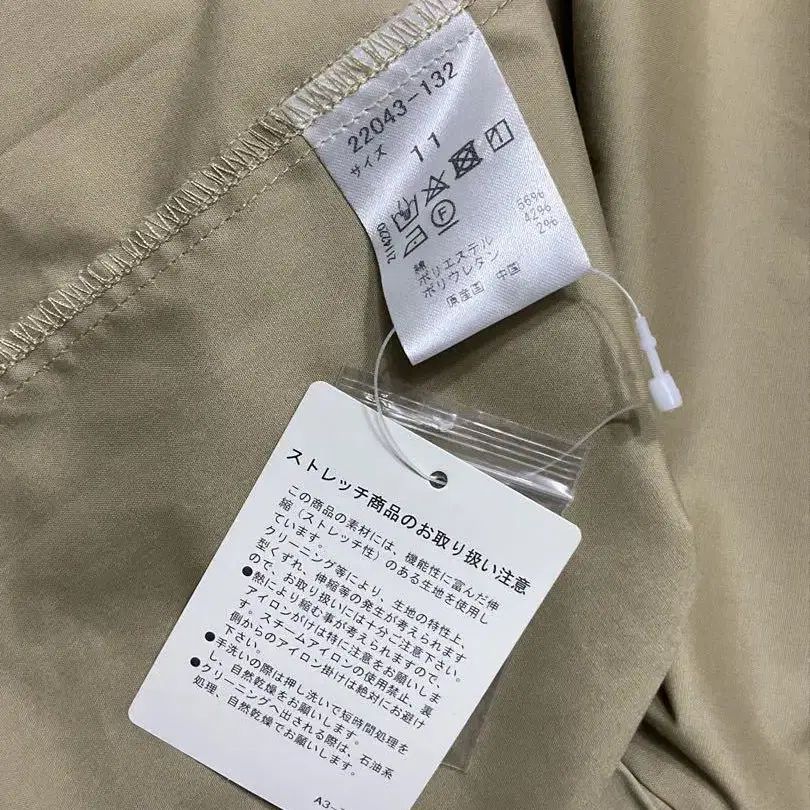 22043-132
サイズ 11
2114220
F
綿 56%
ポリエステル 42%
ポリウレタン 2%
原産国 中国
ストレッチ商品のお取り扱い注意
この商品の素材には、機能性に富んだ伸
縮（ストレッチ性）のある生地を使用し
ています。
クリーニング等により、生地の特性上、
型くずれ、伸縮等の発生が考えられます
ので、お取り扱いには十分ご注意下さい。
●熱により縮む事が考えられますので、
アイロンがけは特に注意をお願いしま
す。スチームアイロンの使用禁止、裏
側からのアイロン掛けは絶対にお避け
下さい。
●手洗いの際は押し洗いで短時間処理を
し、自然乾燥をお願いします。
●クリーニングへ出される際は、石油系
処理、自然乾燥でお願いします。
A3-